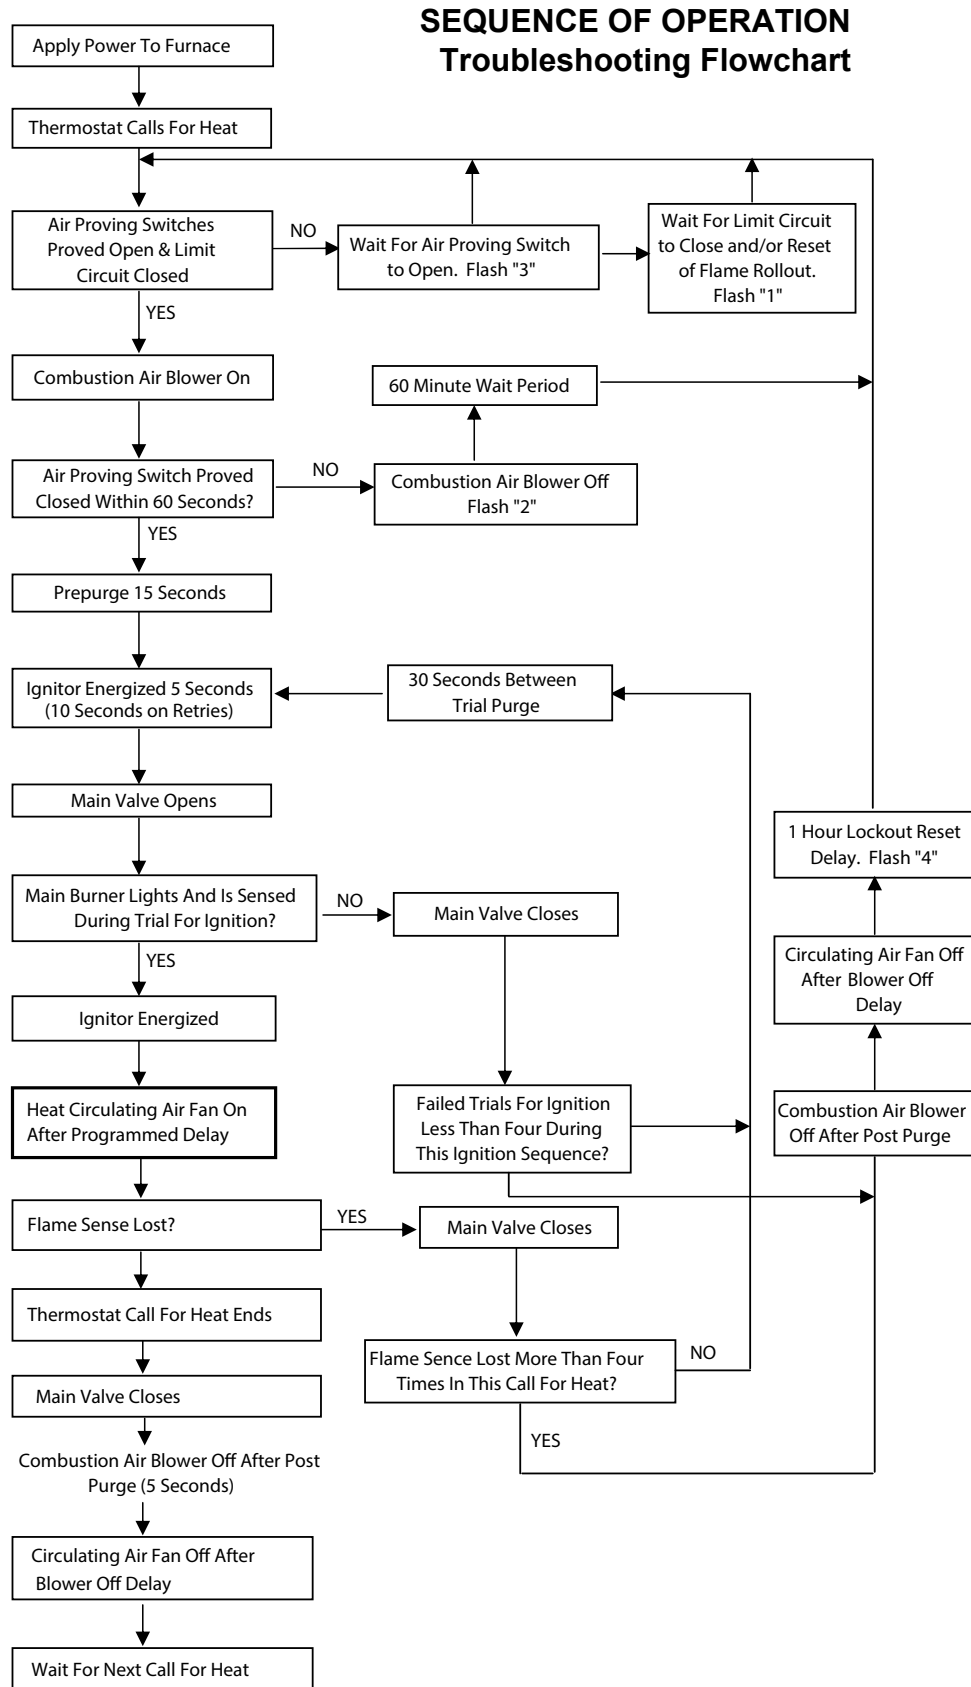 SEQUENCE OF OPERATION
Troubleshooting Flowchart
Apply Power To Furnace
Thermostat Calls For Heat
Air Proving Switches
Proved Open & Limit
Circuit Closed
NO
Wait For Air Proving Switch
to Open. Flash "3"
Wait For Limit Circuit
to Close and/or Reset
of Flame Rollout.
Flash "1"
YES
Combustion Air Blower On
60 Minute Wait Period
Air Proving Switch Proved
Closed Within 60 Seconds?
NO
Combustion Air Blower Off
Flash "2"
YES
Prepurge 15 Seconds
Ignitor Energized 5 Seconds
(10 Seconds on Retries)
30 Seconds Between
Trial Purge
Main Valve Opens
1 Hour Lockout Reset
Delay. Flash "4"
Main Burner Lights And Is Sensed
During Trial For Ignition?
NO
Main Valve Closes
YES
Circulating Air Fan Off
After Blower Off
Delay
Ignitor Energized
Heat Circulating Air Fan On
After Programmed Delay
Failed Trials For Ignition
Less Than Four During
This Ignition Sequence?
Combustion Air Blower
Off After Post Purge
Flame Sense Lost?
YES
Main Valve Closes
Thermostat Call For Heat Ends
Flame Sence Lost More Than Four
Times In This Call For Heat?
NO
Main Valve Closes
YES
Combustion Air Blower Off After Post
Purge (5 Seconds)
Circulating Air Fan Off After
Blower Off Delay
Wait For Next Call For Heat